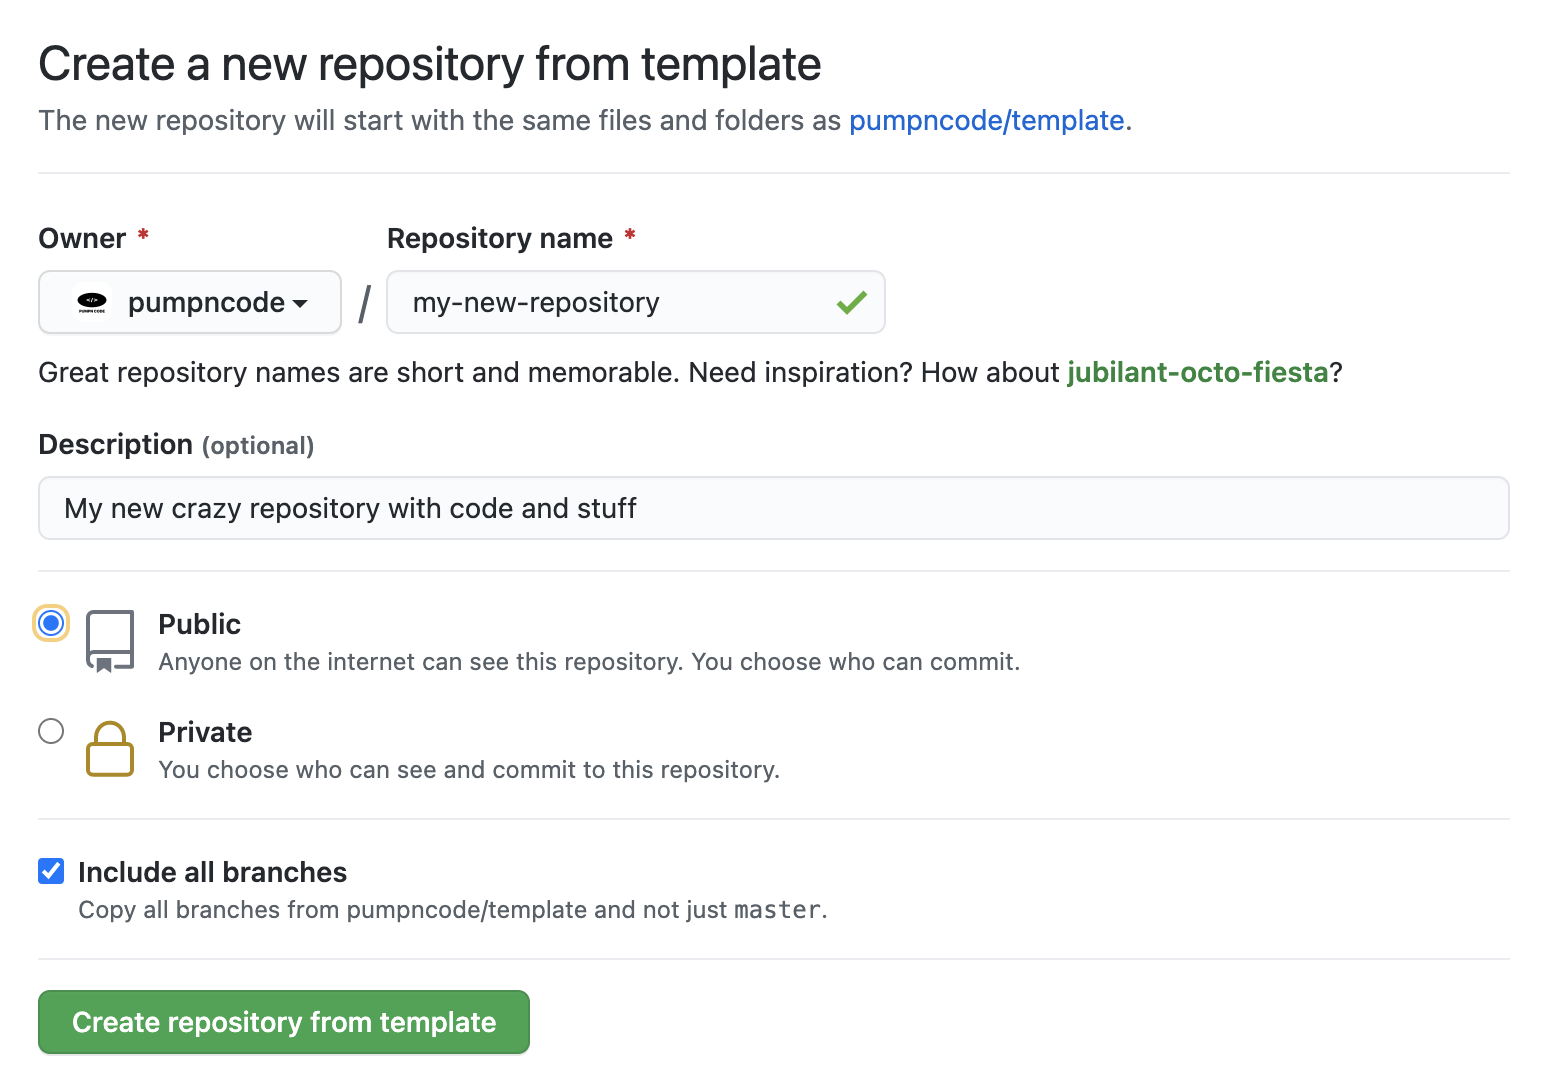 Create a new repository from template
The new repository will start with the same files and folders as pumpncode/template.
Owner * Repository name *
</> PUMPN CODE pumpncode / my-new-repository
Great repository names are short and memorable. Need inspiration? How about jubilant-octo-fiesta?
Description (optional)
My new crazy repository with code and stuff
Public
Anyone on the internet can see this repository. You choose who can commit.
Private
You choose who can see and commit to this repository.
Include all branches
Copy all branches from pumpncode/template and not just master.
Create repository from template